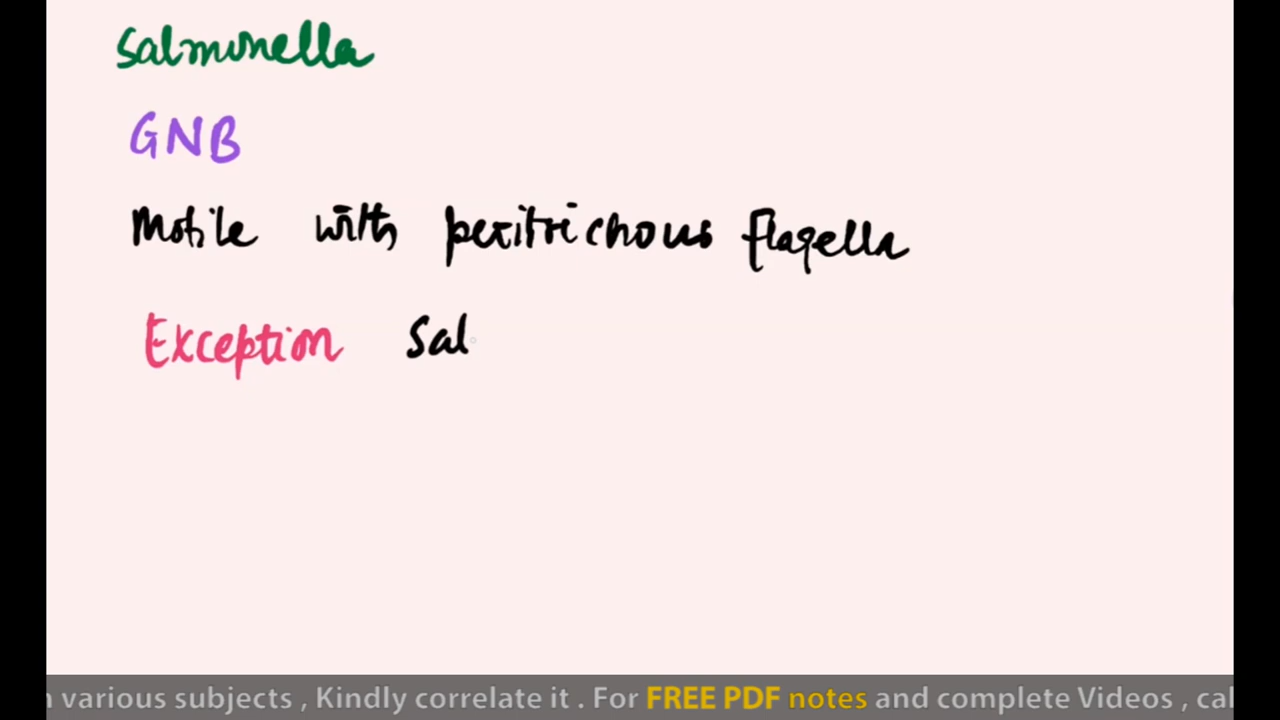 Salmonella
GNB
Motile with peritrichous flagella
Exception Sal
various subjects , Kindly correlate it . For FREE PDF notes and complete Videos , cal